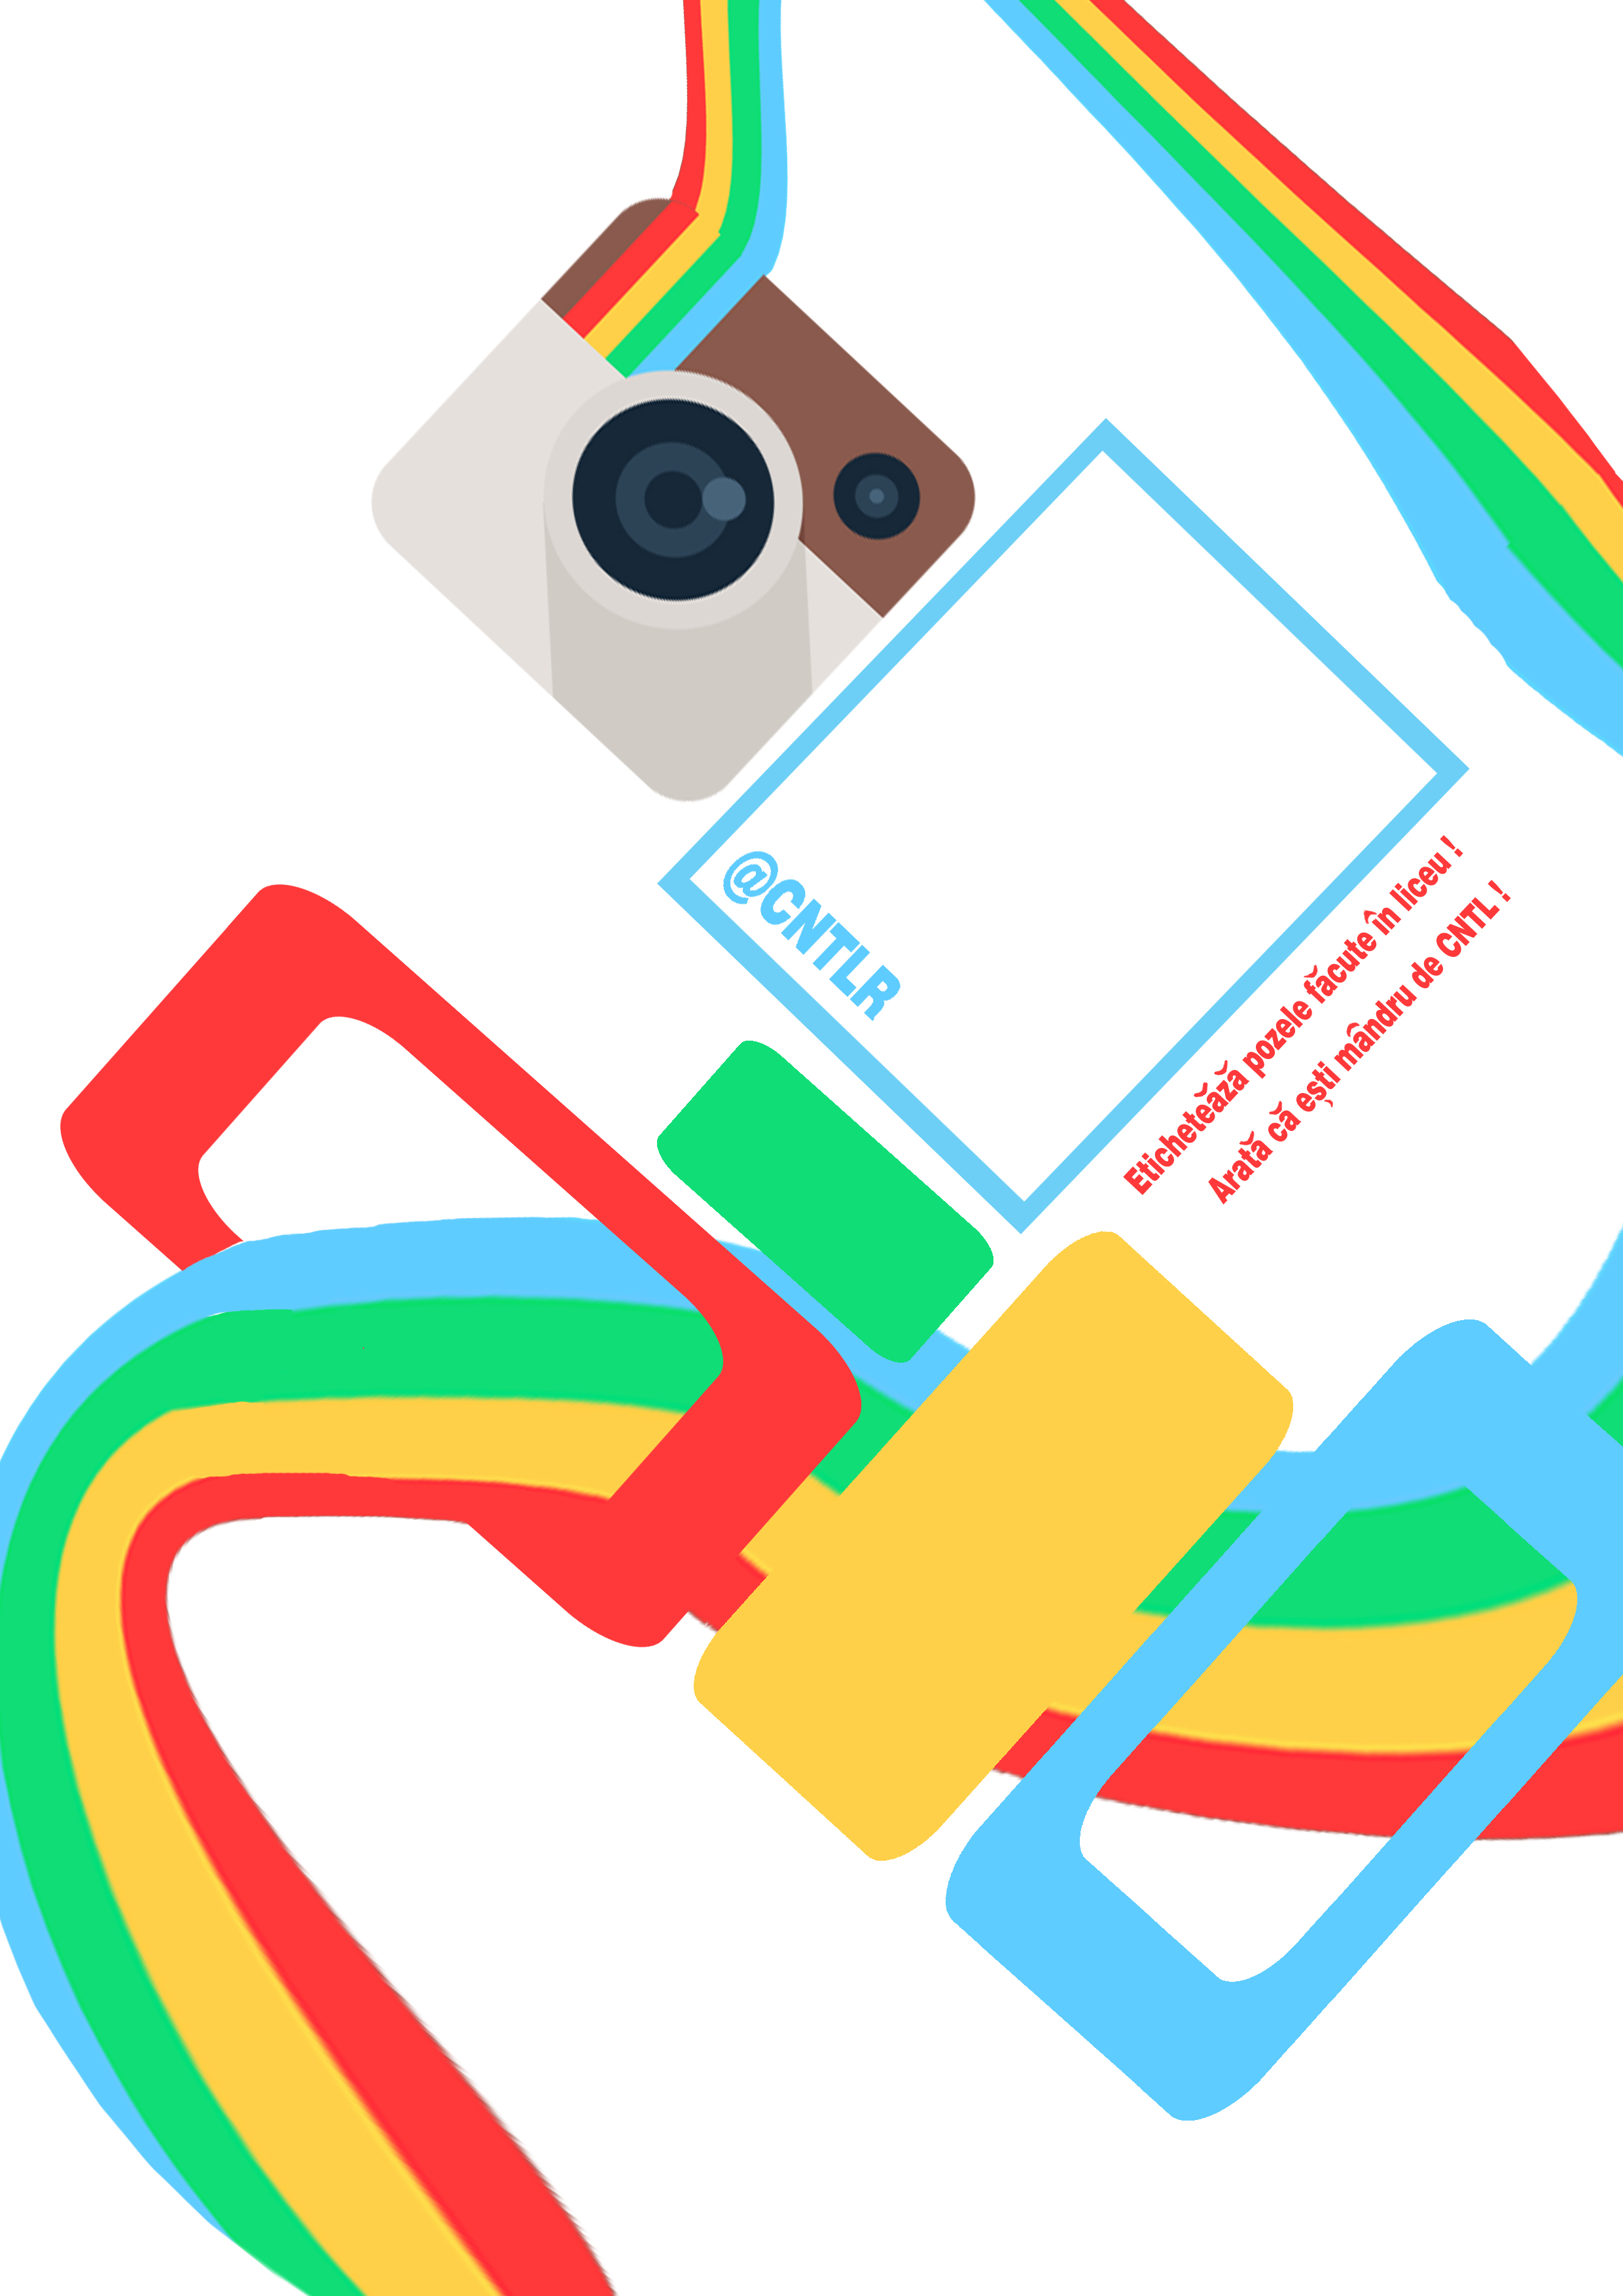 @CNTLR
Etichetează pozele făcute în liceu !
Arată că ești mândru de CNTL !